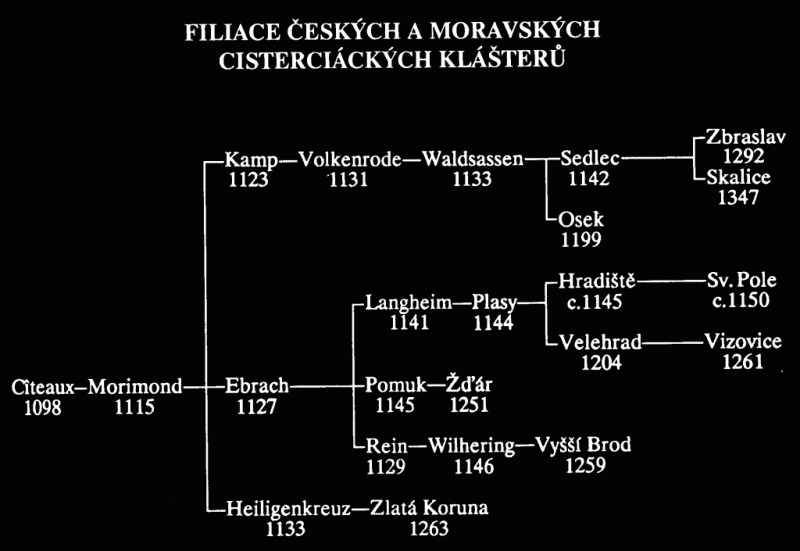 FILIACE ČESKÝCH A MORAVSKÝCH
CISTERCIÁCKÝCH KLÁŠTERŮ
Zbraslav
1292
Kamp Volkenrode Waldsassen Sedlec
1123 1131 1133 1142
Skalice
1347
Osek
1199
Hradiště Sv. Pole
c.1145 c.1150
Langheim Plasy
1141 1144
Velehrad Vizovice
1204 1261
Cîteaux Morimond Ebrach Pomuk Žďár
1098 1115 1127 1145 1251
Rein Wilhering Vyšší Brod
1129 1146 1259
Heiligenkreuz Zlatá Koruna
1133 1263